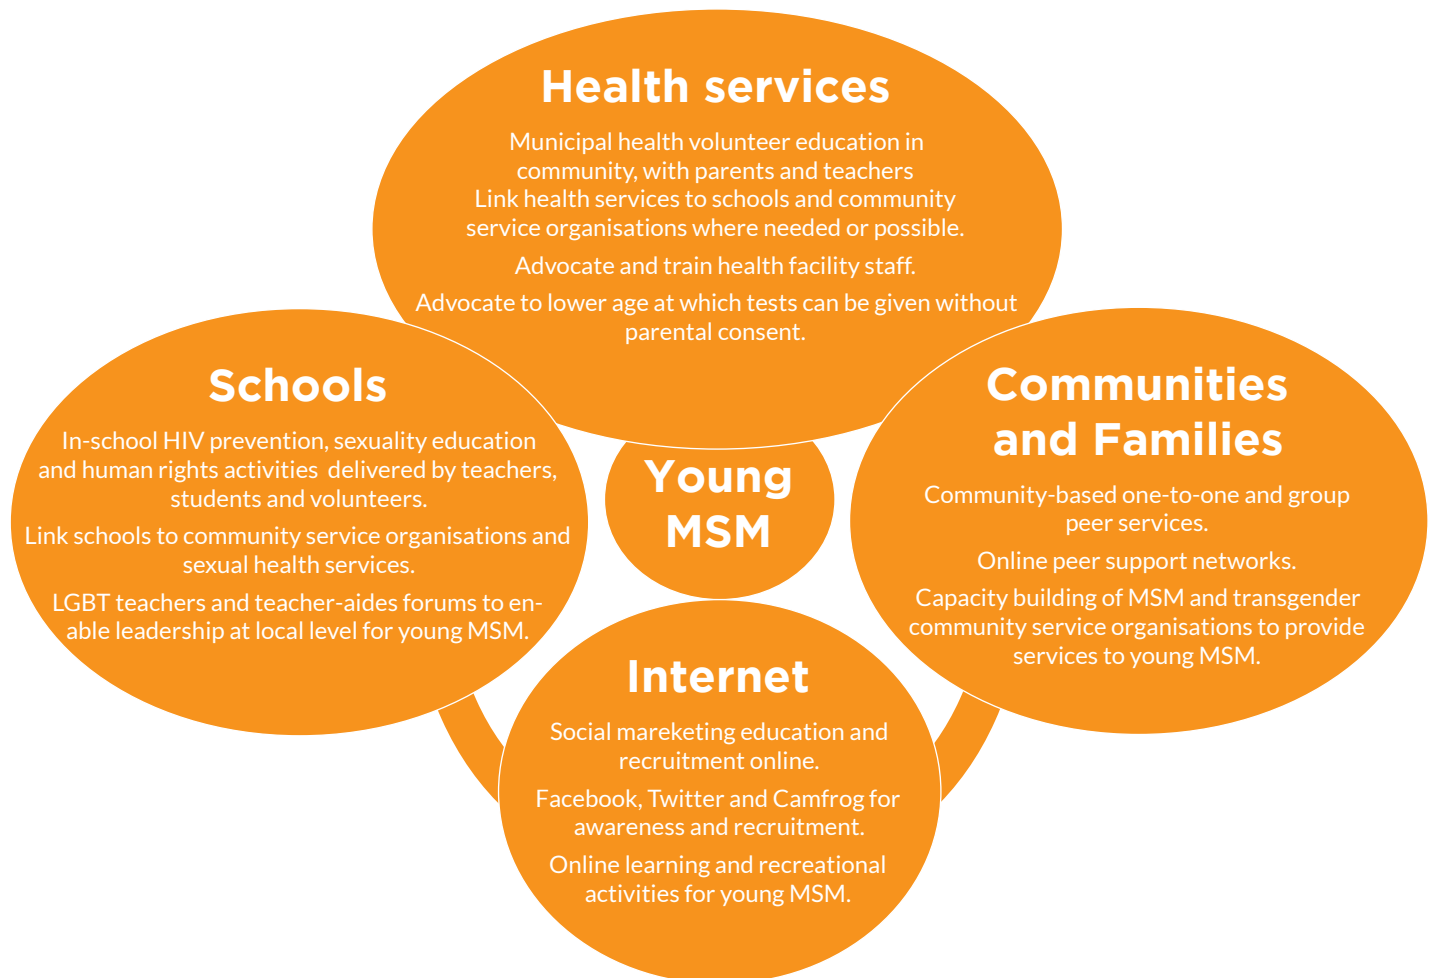 Health services
Municipal health volunteer education in
community, with parents and teachers
Link health services to schools and community
service organisations where needed or possible.
Advocate and train health facility staff.
Advocate to lower age at which tests can be given without
parental consent.
Schools
In-school HIV prevention, sexuality education
and human rights activities delivered by teachers,
students and volunteers.
Link schools to community service organisations and
sexual health services.
LGBT teachers and teacher-aides forums to en-
able leadership at local level for young MSM.
Young
MSM
Communities
and Families
Community-based one-to-one and group
peer services.
Online peer support networks.
Capacity building of MSM and transgender
community service organisations to provide
services to young MSM.
Internet
Social mareketing education and
recruitment online.
Facebook, Twitter and Camfrog for
awareness and recruitment.
Online learning and recreational
activities for young MSM.